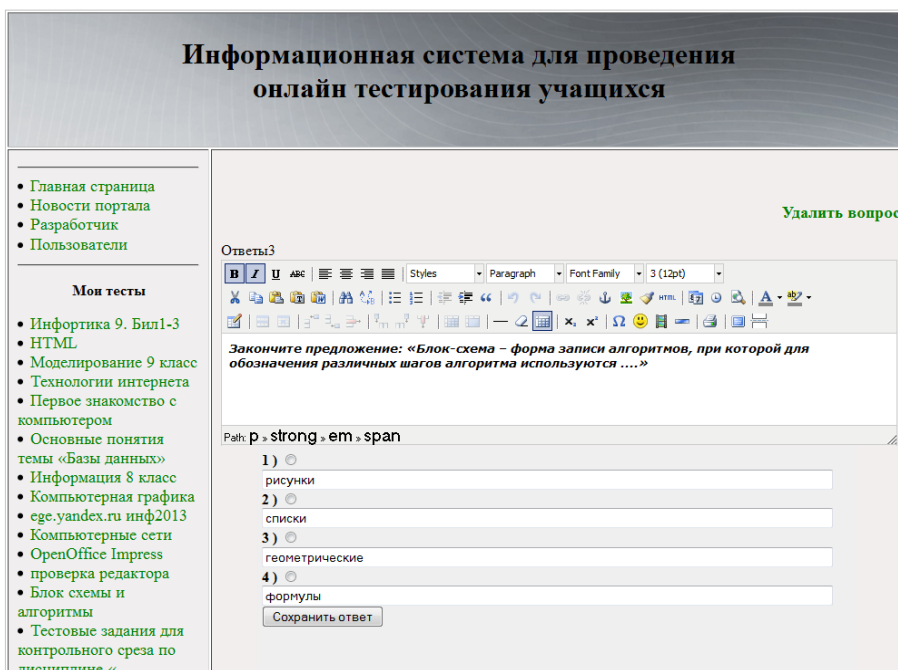 Информационная система для проведения
онлайн тестирования учащихся
Главная страница
Новости портала
Разработчик
Пользователи
Мои тесты
Инфортика 9. Бил1-3
HTML
Моделирование 9 класс
Технологии интернета
Первое знакомство с
компьютером
Основные понятия
темы «Базы данных»
Информация 8 класс
Компьютерная графика
ege.yandex.ru инф2013
Компьютерные сети
OpenOffice Impress
проверка редактора
Блок схемы и
алгоритмы
Тестовые задания для
контрольного среза по
дисциплине «
Удалить вопрос
Ответы3
B I U ABC Styles Paragraph Font Family 3 (12pt)
HTML
Закончите предложение: «Блок-схема – форма записи алгоритмов, при которой для
обозначения различных шагов алгоритма используются ....»
Path: p » strong » em » span
1 )
рисунки
2 )
списки
3 )
геометрические
4 )
формулы
Сохранить ответ